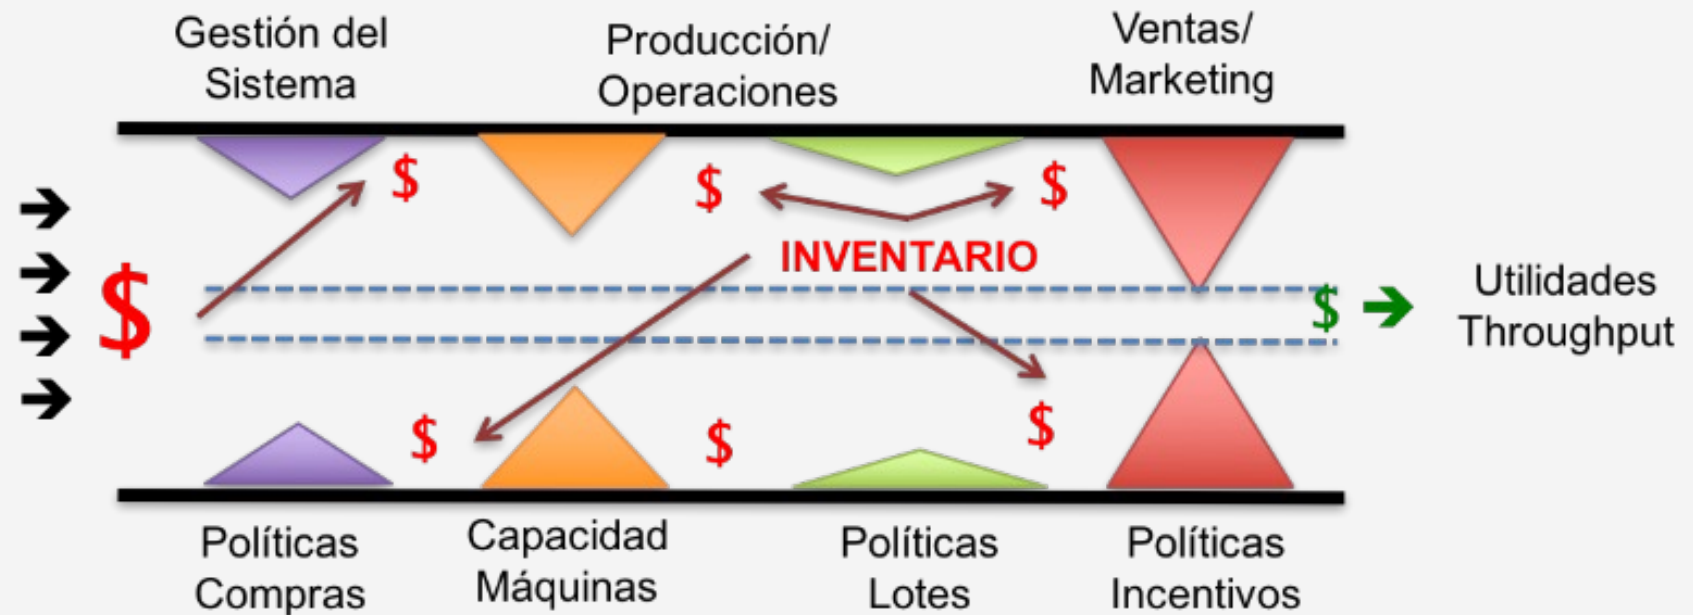 Gestión del
Sistema
Producción/
Operaciones
Ventas/
Marketing
$
$
$
INVENTARIO
$
$
Utilidades
Throughput
$
$
$
Políticas
Compras
Capacidad
Máquinas
Políticas
Lotes
Políticas
Incentivos